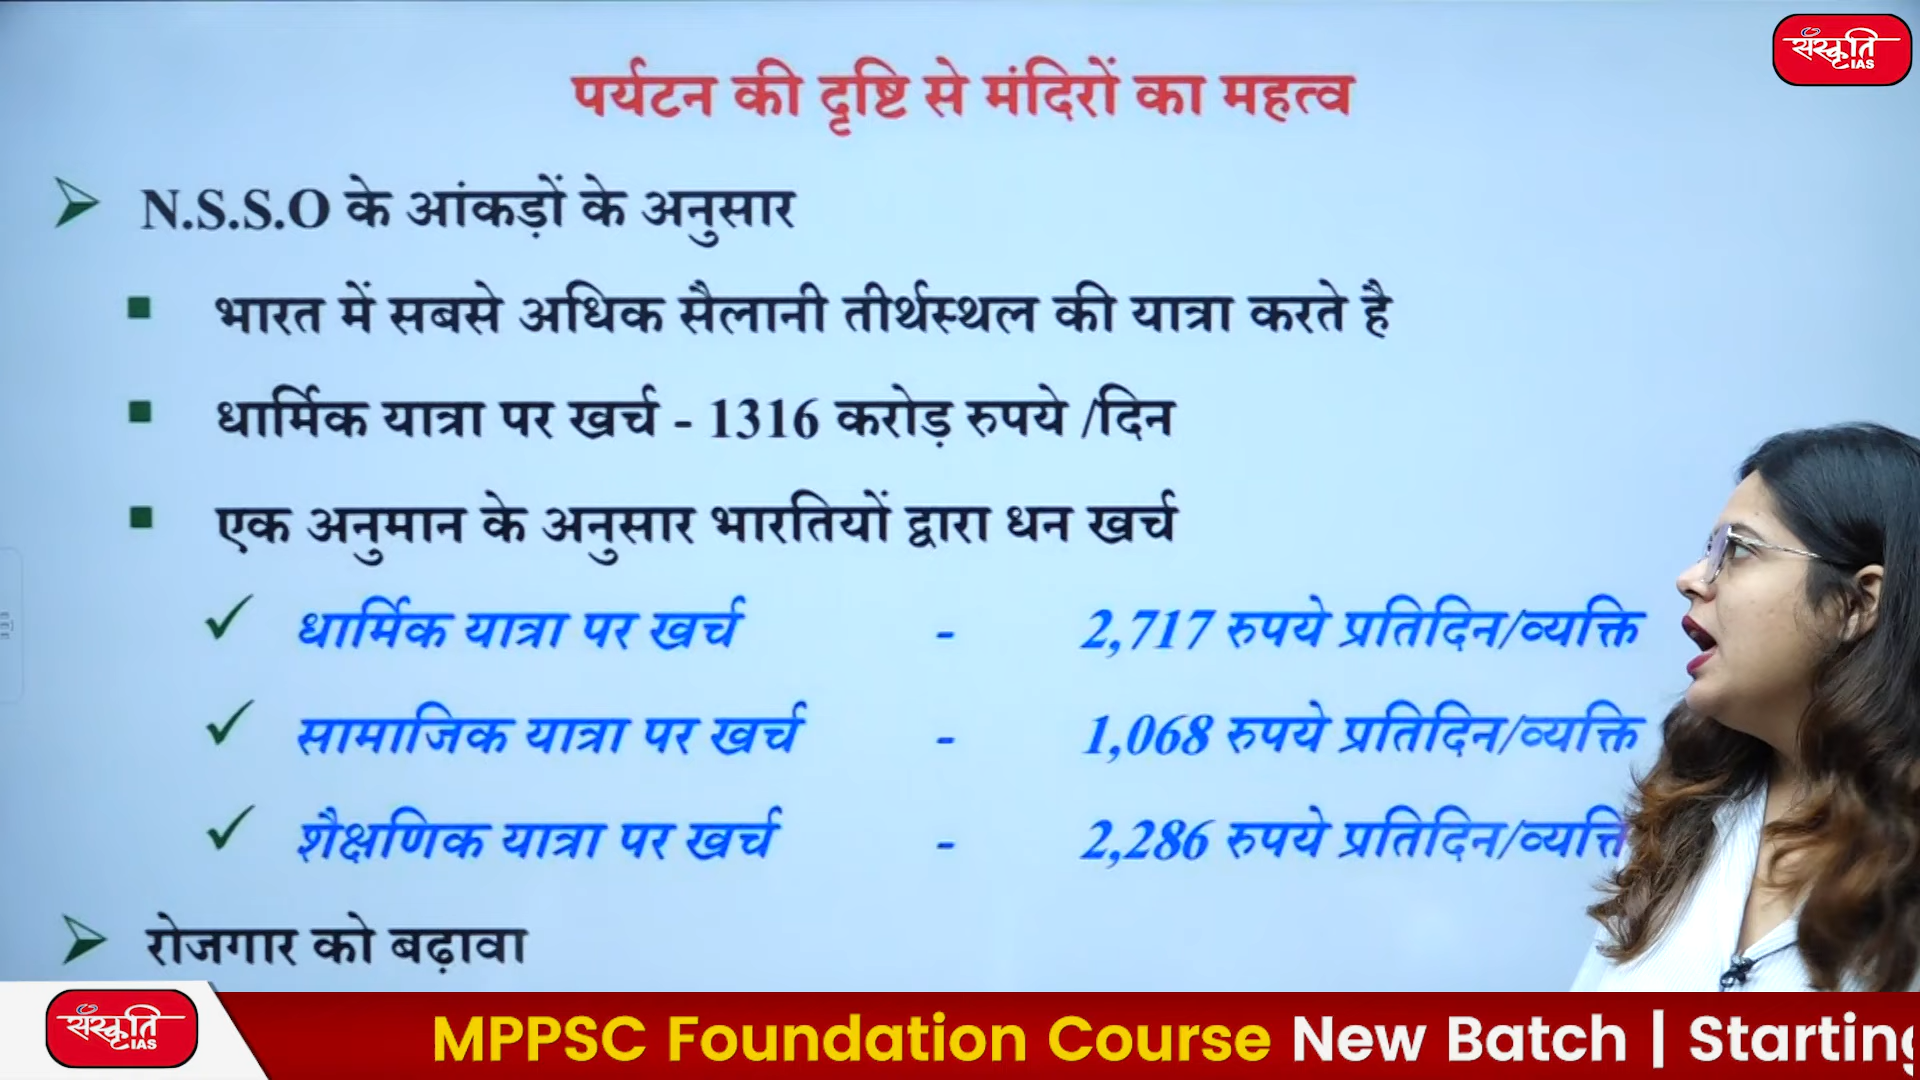 संस्कृति
IAS
पर्यटन की दृष्टि से मंदिरों का महत्व
N.S.S.O के आंकड़ों के अनुसार
भारत में सबसे अधिक सैलानी तीर्थस्थल की यात्रा करते है
धार्मिक यात्रा पर खर्च - 1316 करोड़ रुपये /दिन
एक अनुमान के अनुसार भारतियों द्वारा धन खर्च
धार्मिक यात्रा पर खर्च - 2,717 रुपये प्रतिदिन/व्यक्ति
सामाजिक यात्रा पर खर्च - 1,068 रुपये प्रतिदिन/व्यक्ति
शैक्षणिक यात्रा पर खर्च - 2,286 रुपये प्रतिदिन/
रोजगार को बढ़ावा
संस्कृति
IAS
MPPSC Foundation Course New Batch | Starting